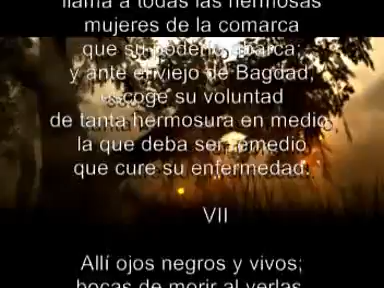 llama a todas las hermosas
mujeres de la comarca
que su poderío abarca;
y ante el viejo de Bagdad,
escoge su voluntad
de tanta hermosura en medio,
la que deba ser remedio
que cure su enfermedad.
VII
Allí ojos negros y vivos;
bocas de morir al verlas